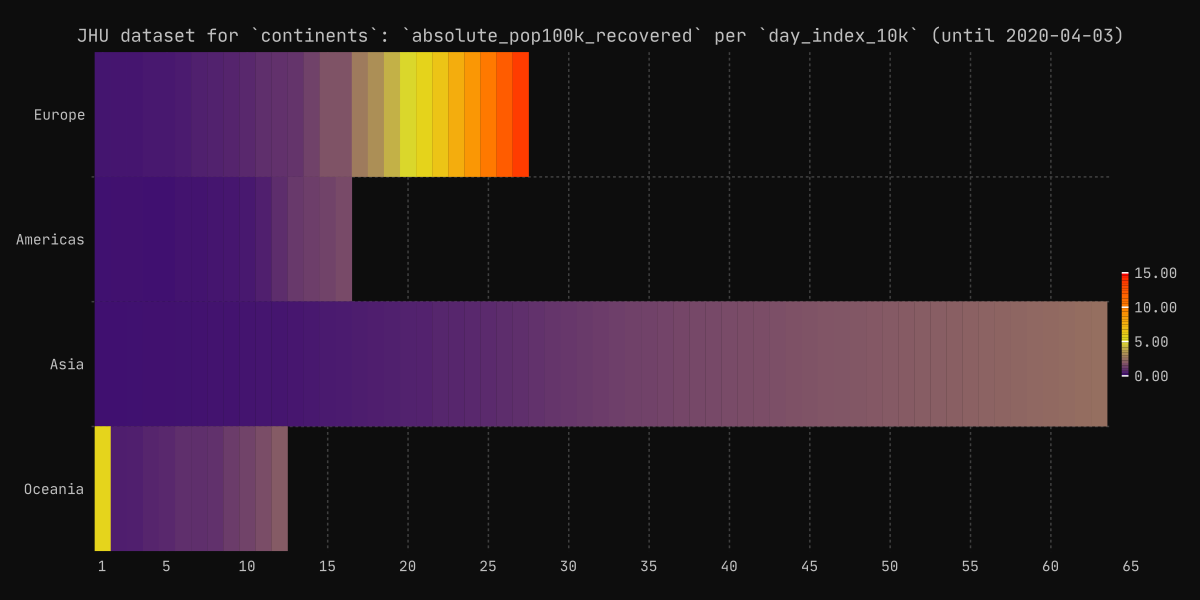 JHU dataset for `continents`: `absolute_pop100k_recovered` per `day_index_10k` (until 2020-04-03)
Europe
Americas
Asia
Oceania
15.00
10.00
5.00
0.00
1 5 10 15 20 25 30 35 40 45 50 55 60 65